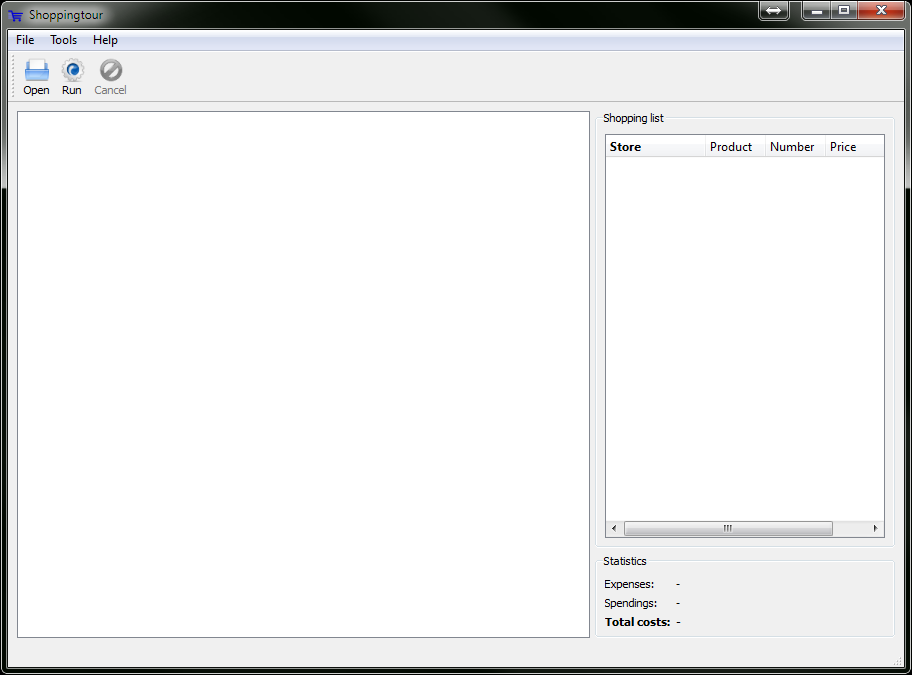 Shoppingtour
File Tools Help
Open Run Cancel
Shopping list
Store Product Number Price
Statistics
Expenses: -
Spendings: -
Total costs: -